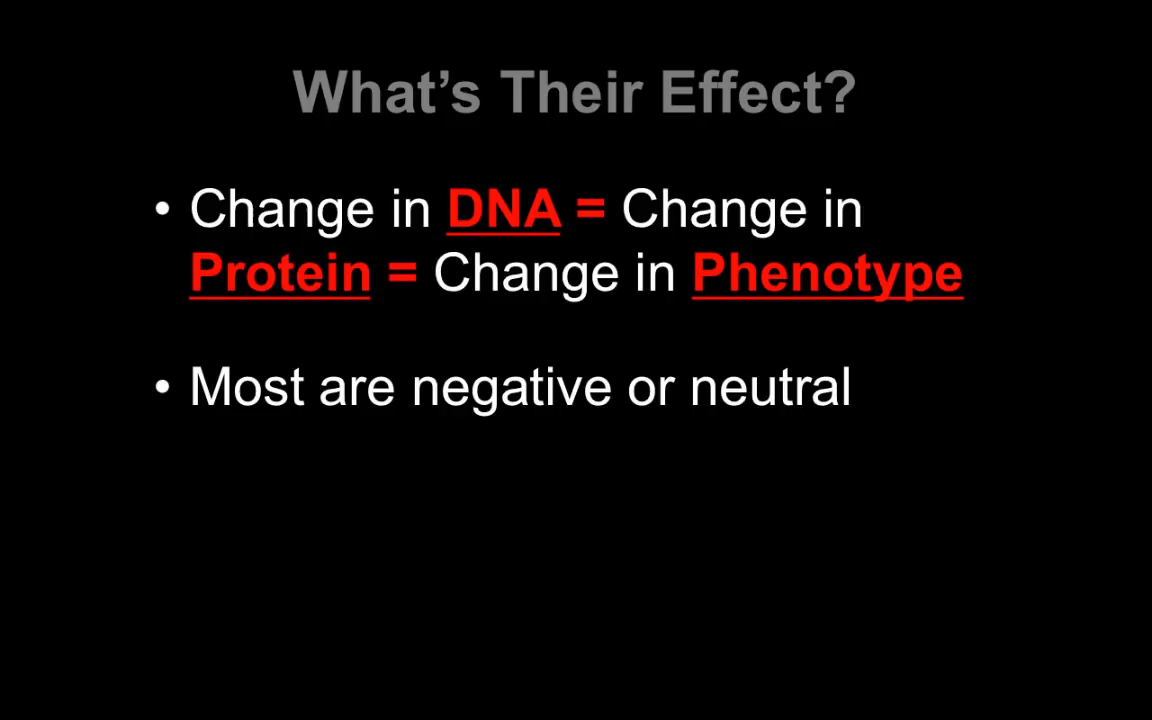 What’s Their Effect?
• Change in DNA = Change in
Protein = Change in Phenotype
• Most are negative or neutral